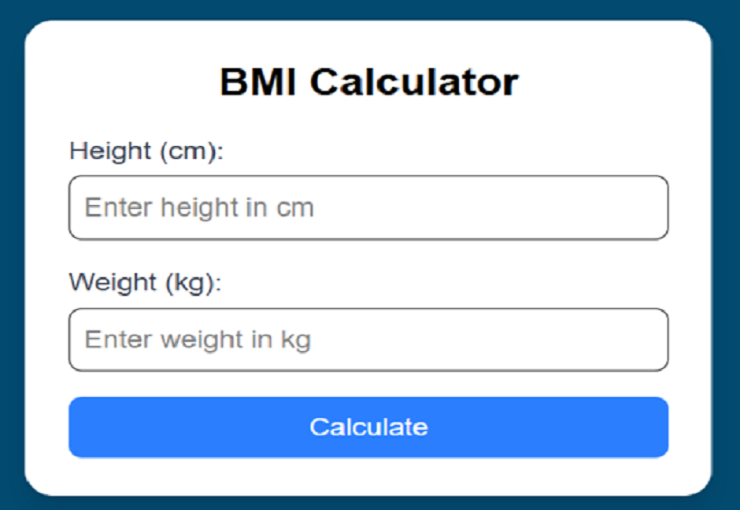 BMI Calculator
Height (cm):
Enter height in cm
Weight (kg):
Enter weight in kg
Calculate